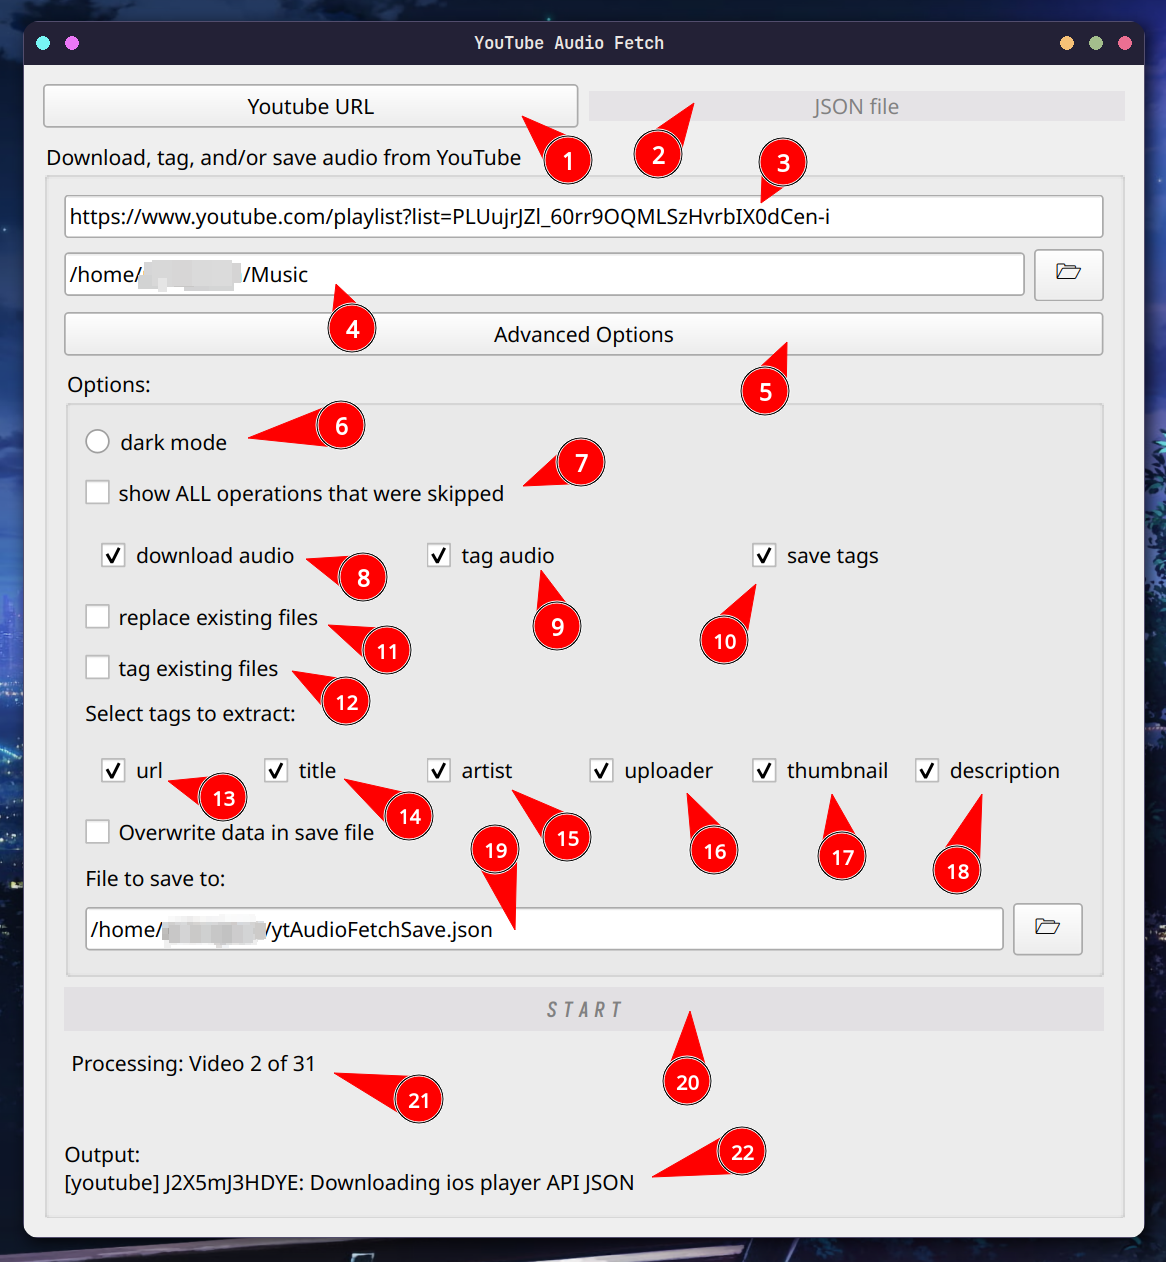 YouTube Audio Fetch
Youtube URL
JSON file
1
2
Download, tag, and/or save audio from YouTube
3
https://www.youtube.com/playlist?list=PLUujrJZl_60rr9OQMLSzHvrbIX0dCen-i
/home/ /Music
4
Advanced Options
5
Options:
6
dark mode
7
show ALL operations that were skipped
download audio
tag audio
save tags
8
9
10
replace existing files
11
tag existing files
12
Select tags to extract:
url
title
artist
uploader
thumbnail
description
13
14
15
16
17
18
Overwrite data in save file
19
File to save to:
/home/ /ytAudioFetchSave.json
START
20
Processing: Video 2 of 31
21
Output:
22
[youtube] J2X5mJ3HDYE: Downloading ios player API JSON